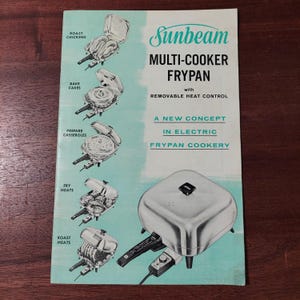 Sunbeam
MULTI-COOKER
FRYPAN
with
REMOVABLE HEAT CONTROL
A NEW CONCEPT
IN ELECTRIC
FRYPAN COOKERY
ROAST
CHICKENS
BAKE
CAKES
PREPARE
CASSEROLES
FRY
MEATS
ROAST
MEATS